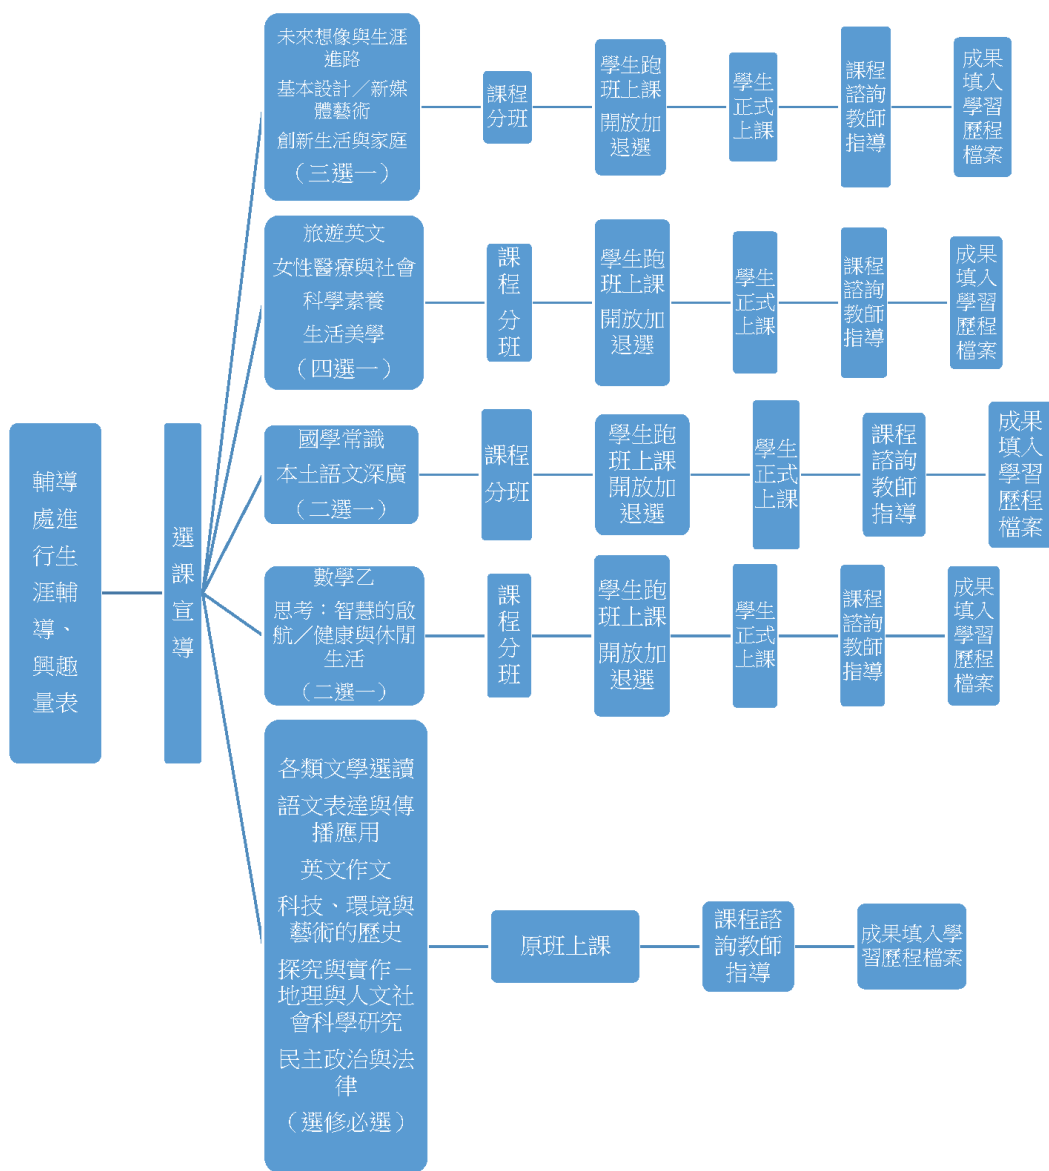 輔導
處進
行生
涯輔
導、
興趣
量表
選
課
宣
導
未來想像與生涯
進路
基本設計／新媒
體藝術
創新生活與家庭
（三選一）
課程
分班
學生跑
班上課
開放加
退選
學生
正式
上課
課程
諮詢
教師
指導
成果
填入
學習
歷程
檔案
旅遊英文
女性醫療與社會
科學素養
生活美學
（四選一）
課
程
分
班
學生跑
班上課
開放加
退選
學生
正式
上課
課程
諮詢
教師
指導
成果
填入
學習
歷程
檔案
國學常識
本土語文深廣
（二選一）
課程
分班
學生跑
班上課
開放加
退選
學生
正式
上課
課程
諮詢
教師
指導
成果
填入
學習
歷程
檔案
數學乙
思考：智慧的啟
航／健康與休閒
生活
（二選一）
課
程
分
班
學生跑
班上課
開放加
退選
學生
正式
上課
課程
諮詢
教師
指導
成果
填入
學習
歷程
檔案
各類文學選讀
語文表達與傳
播應用
英文作文
科技、環境與
藝術的歷史
探究與實作－
地理與人文社
會科學研究
民主政治與法
律
（選修必選）
原班上課
課程諮
詢教師
指導
成果填入學
習歷程檔案